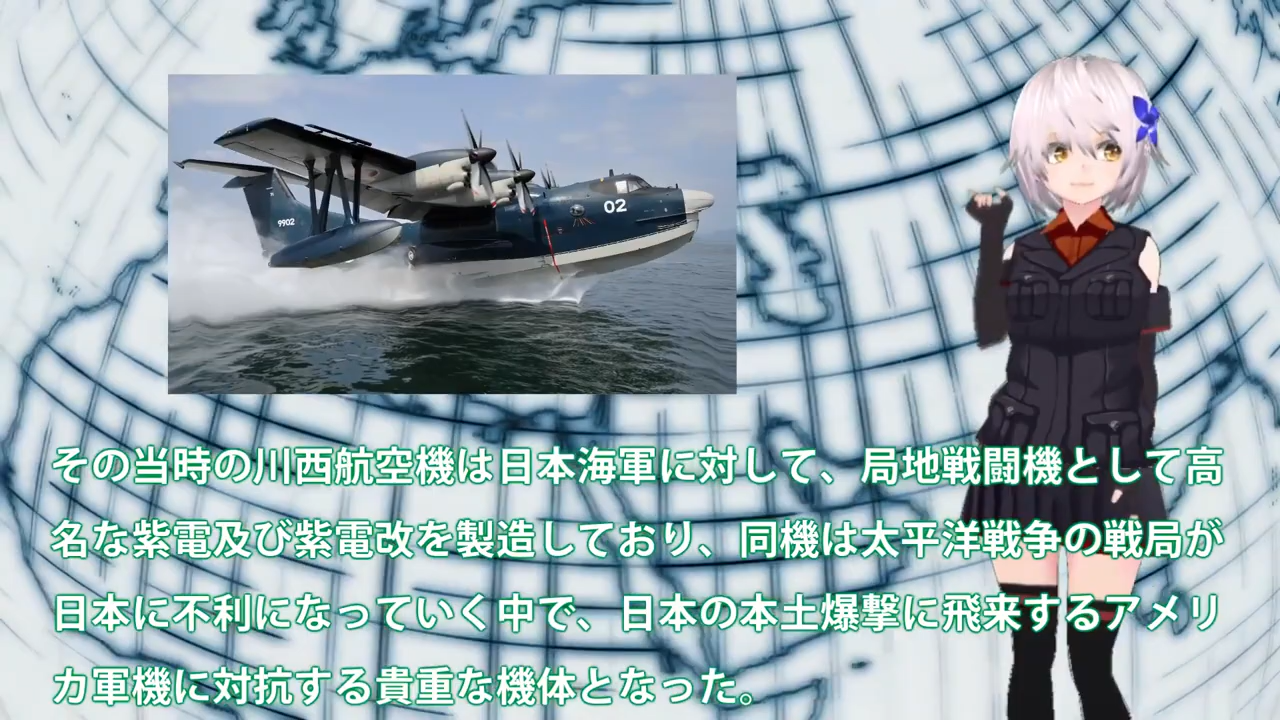 02
9902
その当時の川西航空機は日本海軍に対して、局地戦闘機として高
名な紫電及び紫電改を製造しており、同機は太平洋戦争の戦局が
日本に不利になっていく中で、日本の本土爆撃に飛来するアメリ
カ軍機に対抗する貴重な機体となった。